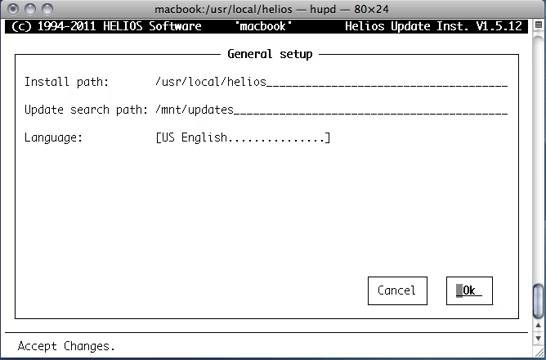 macbook:/usr/local/helios — hupd — 80×24
(c) 1994-2011 HELIOS Software "macbook" Helios Update Inst. V1.5.12
General setup
Install path: /usr/local/helios
Update search path: /mnt/updates
Language: [US English...............]
Cancel Ok
Accept Changes.